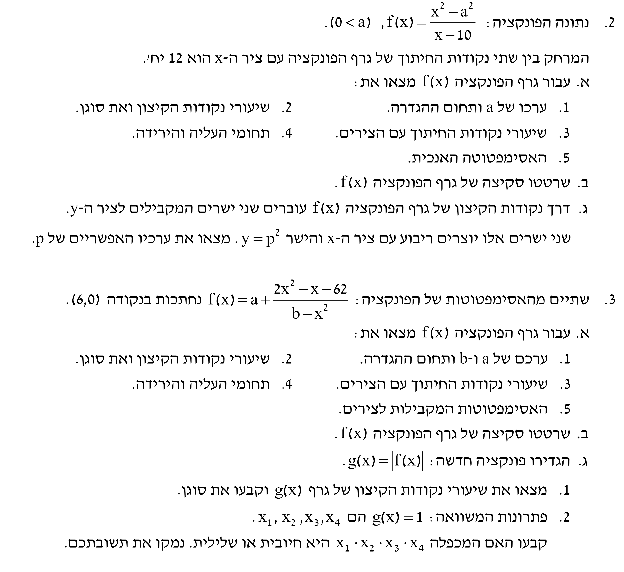 2. נתונה הפונקציה: f(x) = (x² − a²)/(x − 10), (0 < a).
המרחק בין שתי נקודות החיתוך של גרף הפונקציה עם ציר ה-x הוא 12 יחי.
א. עבור גרף הפונקציה f(x) מצאו את:
1. ערכו של a ותחום ההגדרה. 2. שיעורי נקודות הקיצון ואת סוגן.
3. שיעורי נקודות החיתוך עם הצירים. 4. תחומי העליה והירידה.
5. האסימפטוטה האנכית.
ב. שרטטו סקיצה של גרף הפונקציה f(x).
ג. דרך נקודות הקיצון של גרף הפונקציה f(x) עוברים שני ישרים המקבילים לציר ה-y.
שני ישרים אלו יוצרים ריבוע עם ציר ה-x והישר y = p². מצאו את ערכיו האפשריים של p.
3. שתיים מהאסימפטוטות של הפונקציה: f(x) = a + (2x² − x − 62)/(b − x²) נחתכות בנקודה (6,0).
א. עבור גרף הפונקציה f(x) מצאו את:
1. ערכם של a ו-b ותחום ההגדרה. 2. שיעורי נקודות הקיצון ואת סוגן.
3. שיעורי נקודות החיתוך עם הצירים. 4. תחומי העליה והירידה.
5. האסימפטוטות המקבילות לצירים.
ב. שרטטו סקיצה של גרף הפונקציה f(x).
ג. הגדירו פונקציה חדשה: g(x) = |f(x)|.
1. מצאו את שיעורי נקודות הקיצון של גרף g(x) וקבעו את סוגן.
2. פתרונות המשוואה: g(x) = 1 הם x₁, x₂, x₃, x₄.
קבעו האם המכפלה x₁ · x₂ · x₃ · x₄ היא חיובית או שלילית. נמקו את תשובתכם.